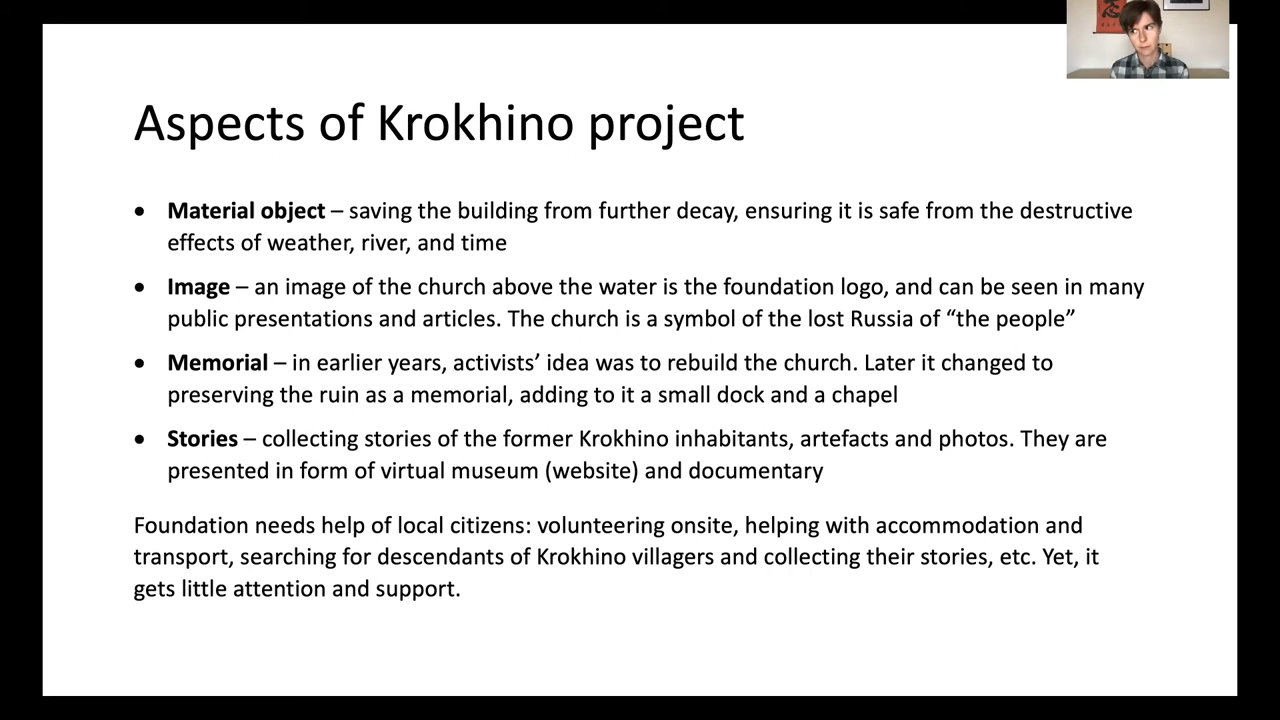 Aspects of Krokhino project
• Material object – saving the building from further decay, ensuring it is safe from the destructive
effects of weather, river, and time
• Image – an image of the church above the water is the foundation logo, and can be seen in many
public presentations and articles. The church is a symbol of the lost Russia of “the people”
• Memorial – in earlier years, activists’ idea was to rebuild the church. Later it changed to
preserving the ruin as a memorial, adding to it a small dock and a chapel
• Stories – collecting stories of the former Krokhino inhabitants, artefacts and photos. They are
presented in form of virtual museum (website) and documentary
Foundation needs help of local citizens: volunteering onsite, helping with accommodation and
transport, searching for descendants of Krokhino villagers and collecting their stories, etc. Yet, it
gets little attention and support.